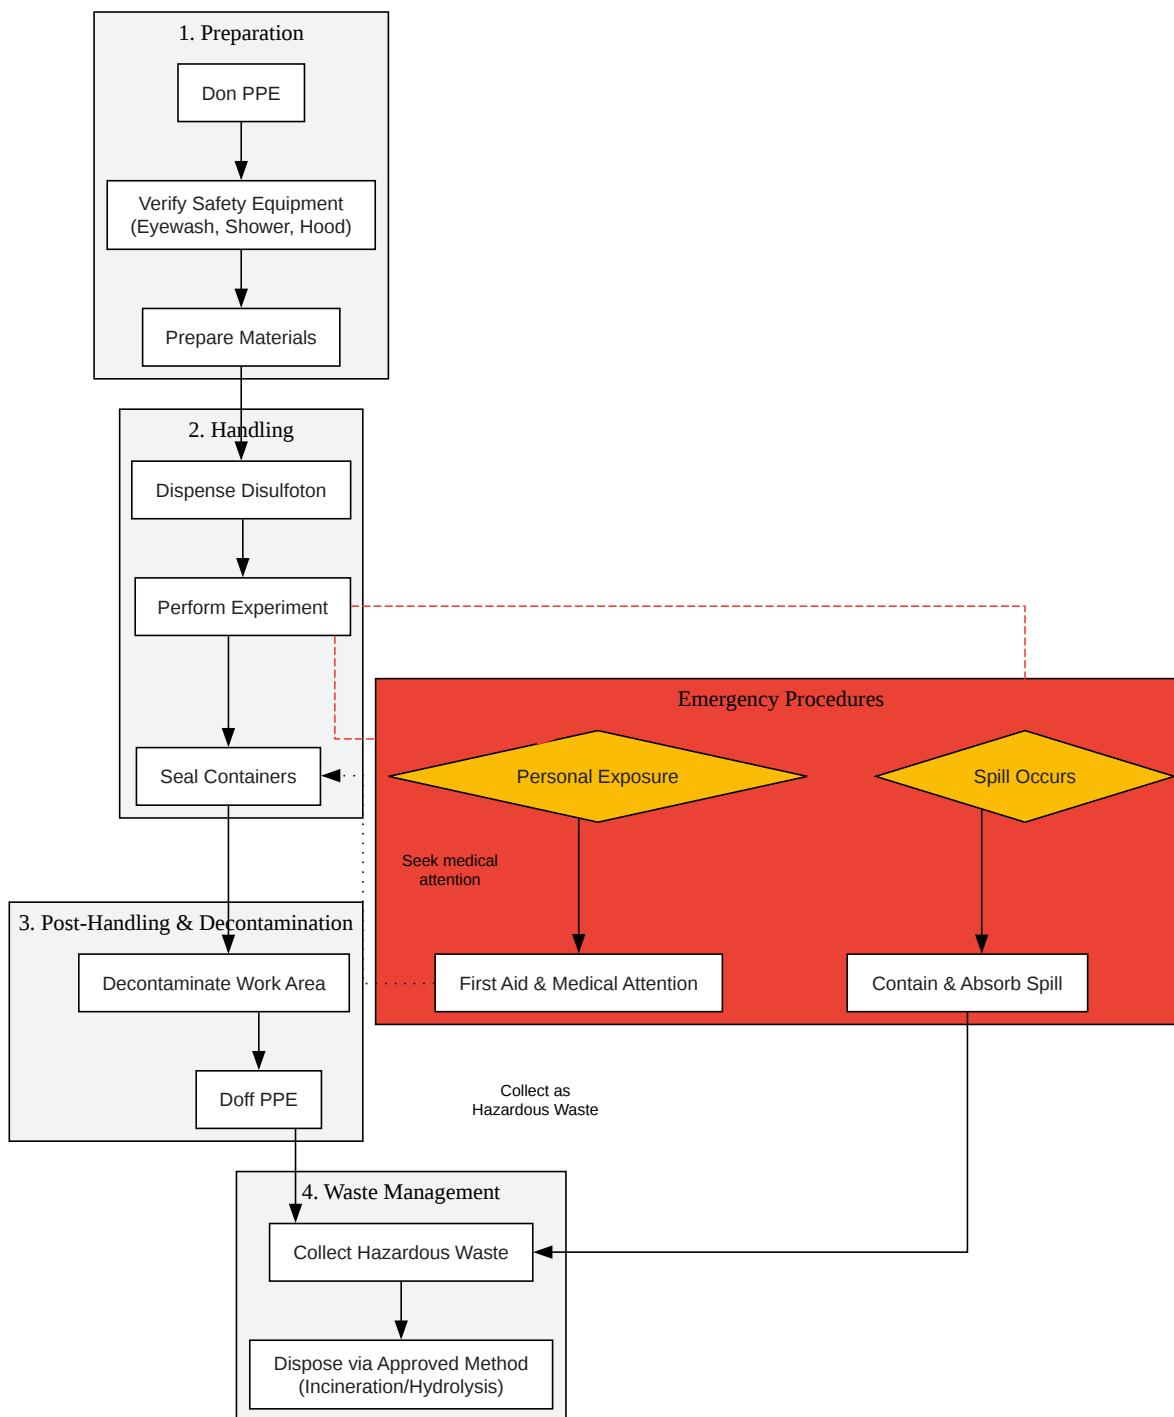 1. Preparation
Don PPE
Verify Safety Equipment
(Eyewash, Shower, Hood)
Prepare Materials
2. Handling
Dispense Disulfoton
Perform Experiment
Emergency Procedures
Seal Containers
Personal Exposure
Spill Occurs
Seek medical
attention
3. Post-Handling & Decontamination
Decontaminate Work Area
First Aid & Medical Attention
Contain & Absorb Spill
Doff PPE
Collect as
Hazardous Waste
4. Waste Management
Collect Hazardous Waste
Dispose via Approved Method
(Incineration/Hydrolysis)